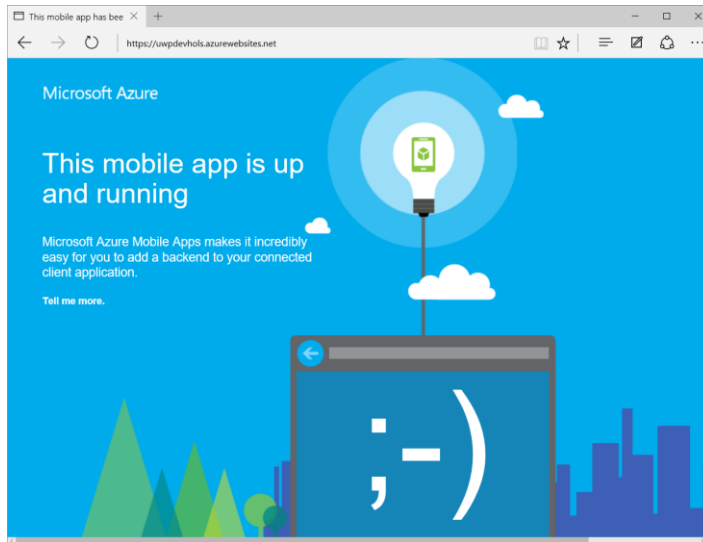 This mobile app has bee
https://uwpdevhols.azurewebsites.net
Microsoft Azure
This mobile app is up
and running
Microsoft Azure Mobile Apps makes it incredibly
easy for you to add a backend to your connected
client application.
Tell me more.
;-)